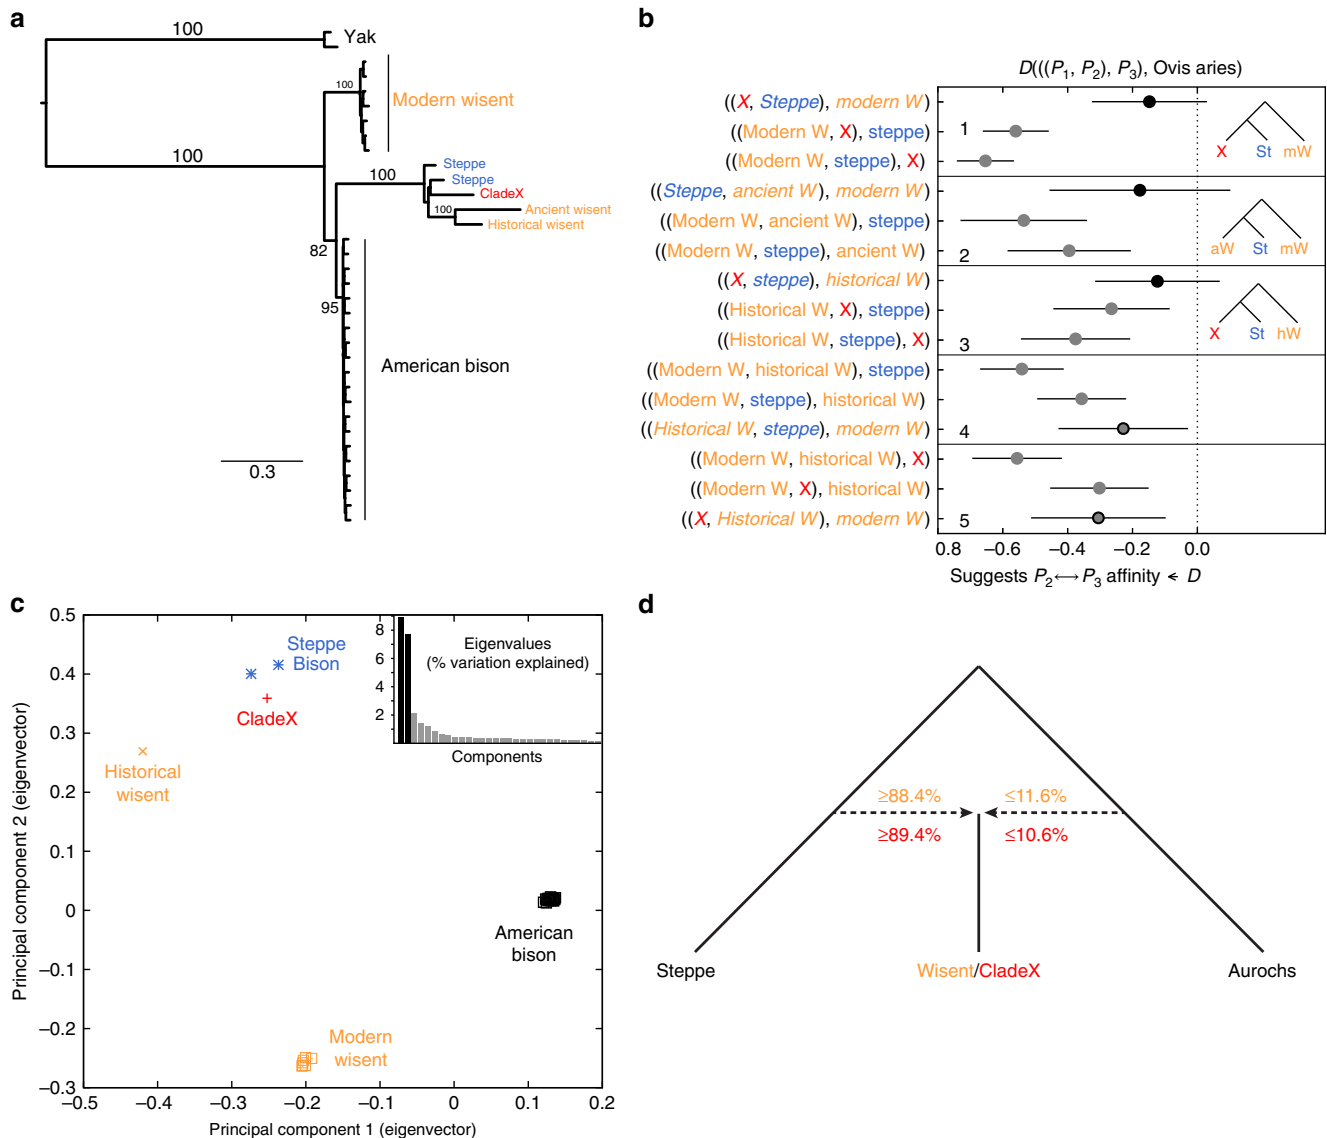 a
100
Yak
100
Modern wisent
100
100
Steppe
Steppe
CladeX
100
Ancient wisent
Historical wisent
82
95
American bison
0.3
b
D(((P1, P2), P3), Ovis aries)
((X, Steppe), modern W)
((Modern W, X), steppe)
((Modern W, steppe), X)
1
X St mW
((Steppe, ancient W), modern W)
((Modern W, ancient W), steppe)
((Modern W, steppe), ancient W)
2
aW St mW
((X, steppe), historical W)
((Historical W, X), steppe)
((Historical W, steppe), X)
3
X St hW
((Modern W, historical W), steppe)
((Modern W, steppe), historical W)
((Historical W, steppe), modern W)
4
((Modern W, historical W), X)
((Modern W, X), historical W)
((X, Historical W), modern W)
5
0.8 −0.6 −0.4 −0.2 0.0
Suggests P2⟷P3 affinity ← D
c
0.5
0.4
0.3
0.2
0.1
0
−0.1
−0.2
−0.3
Principal component 2 (eigenvector)
Steppe
Bison
CladeX
Historical
wisent
8
6
4
2
Eigenvalues
(% variation explained)
Components
American
bison
Modern
wisent
−0.5 −0.4 −0.3 −0.2 −0.1 0 0.1 0.2
Principal component 1 (eigenvector)
d
≥88.4% ≤11.6%
≥89.4% ≤10.6%
Steppe Wisent/CladeX Aurochs